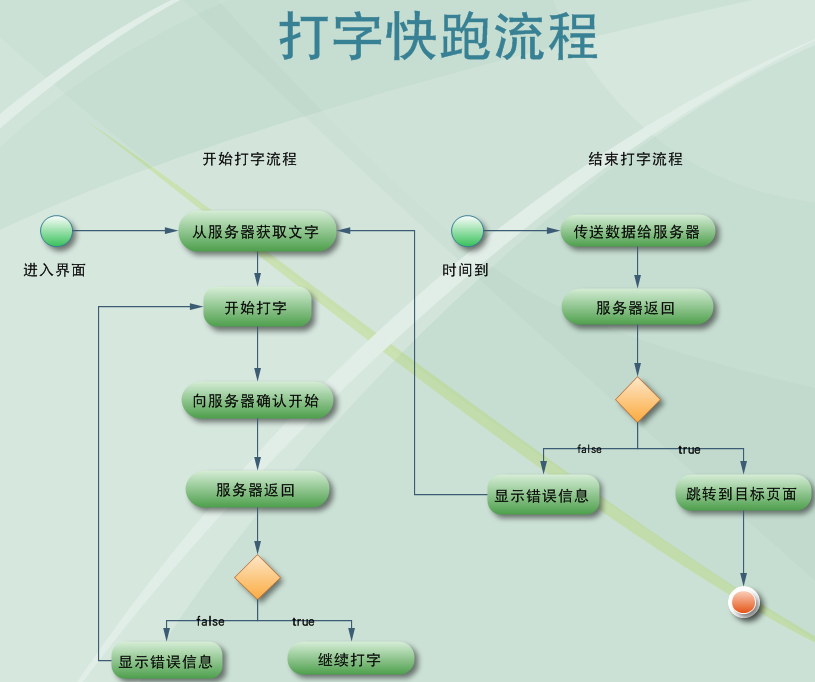 打字快跑流程
开始打字流程
进入界面
从服务器获取文字
开始打字
向服务器确认开始
服务器返回
false
true
显示错误信息
继续打字
结束打字流程
时间到
传送数据给服务器
服务器返回
false
true
显示错误信息
跳转到目标页面